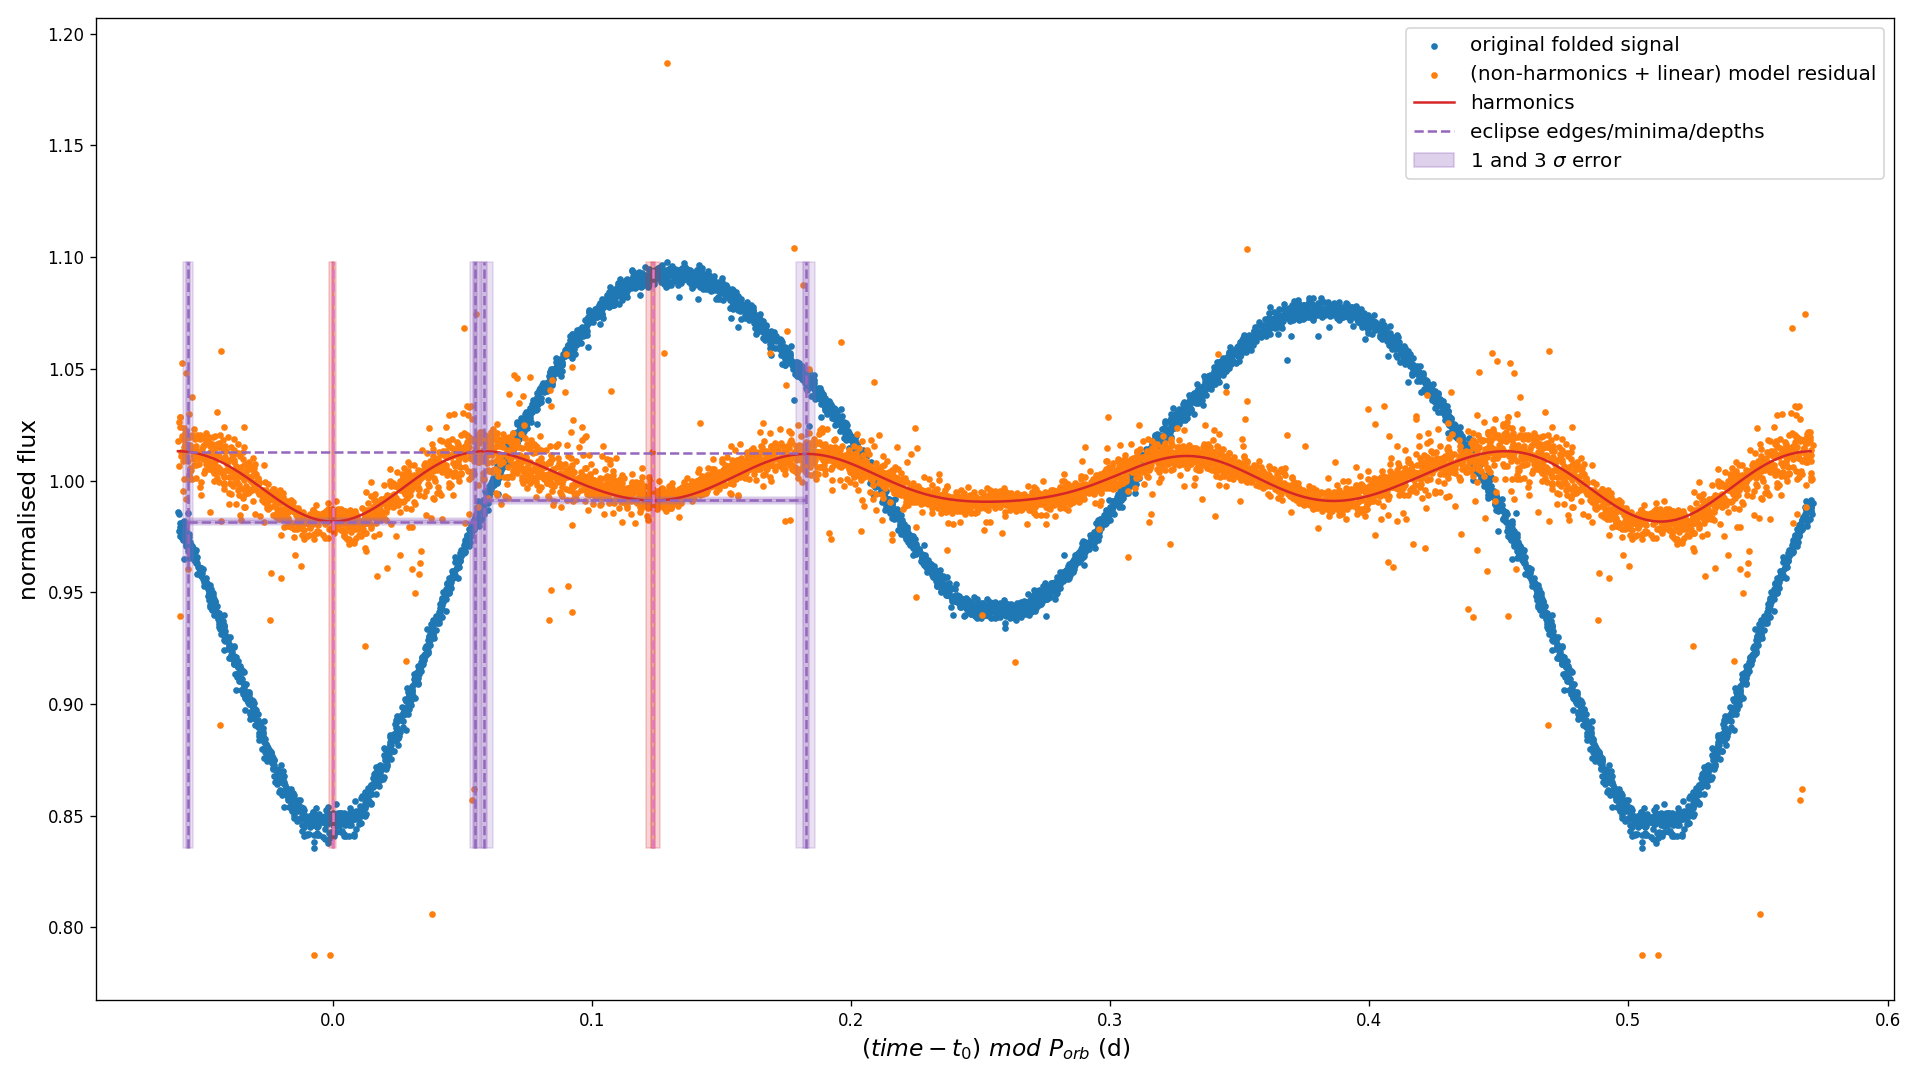 original folded signal
(non-harmonics + linear) model residual
harmonics
eclipse edges/minima/depths
1 and 3 σ error
1.20
1.15
1.10
1.05
1.00
0.95
0.90
0.85
0.80
normalised flux
0.0 0.1 0.2 0.3 0.4 0.5 0.6
(time − t₀) mod P_orb (d)